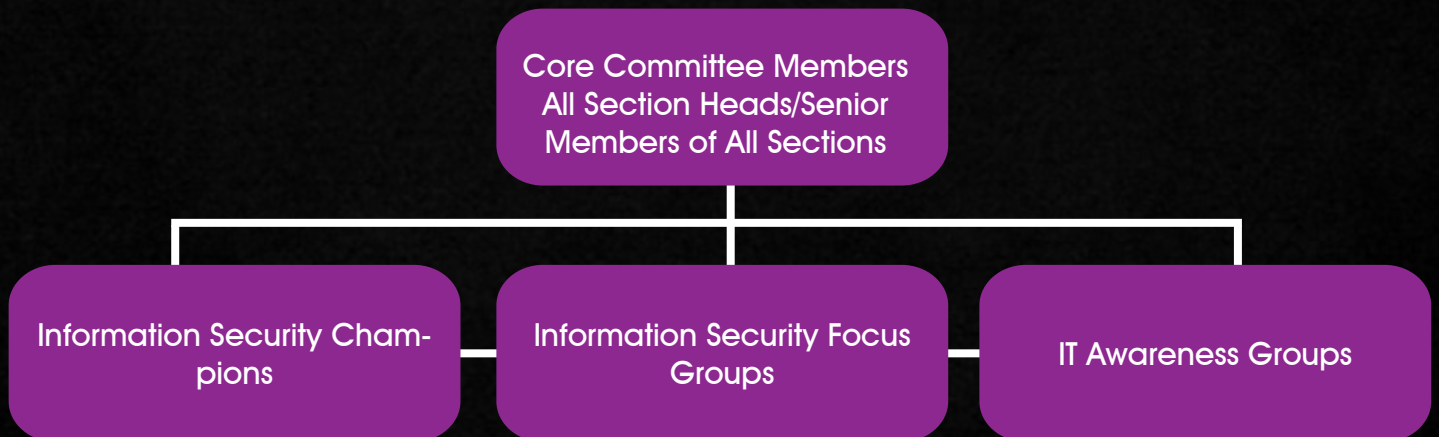 Core Committee Members
All Section Heads/Senior
Members of All Sections
Information Security Cham-
pions
Information Security Focus
Groups
IT Awareness Groups